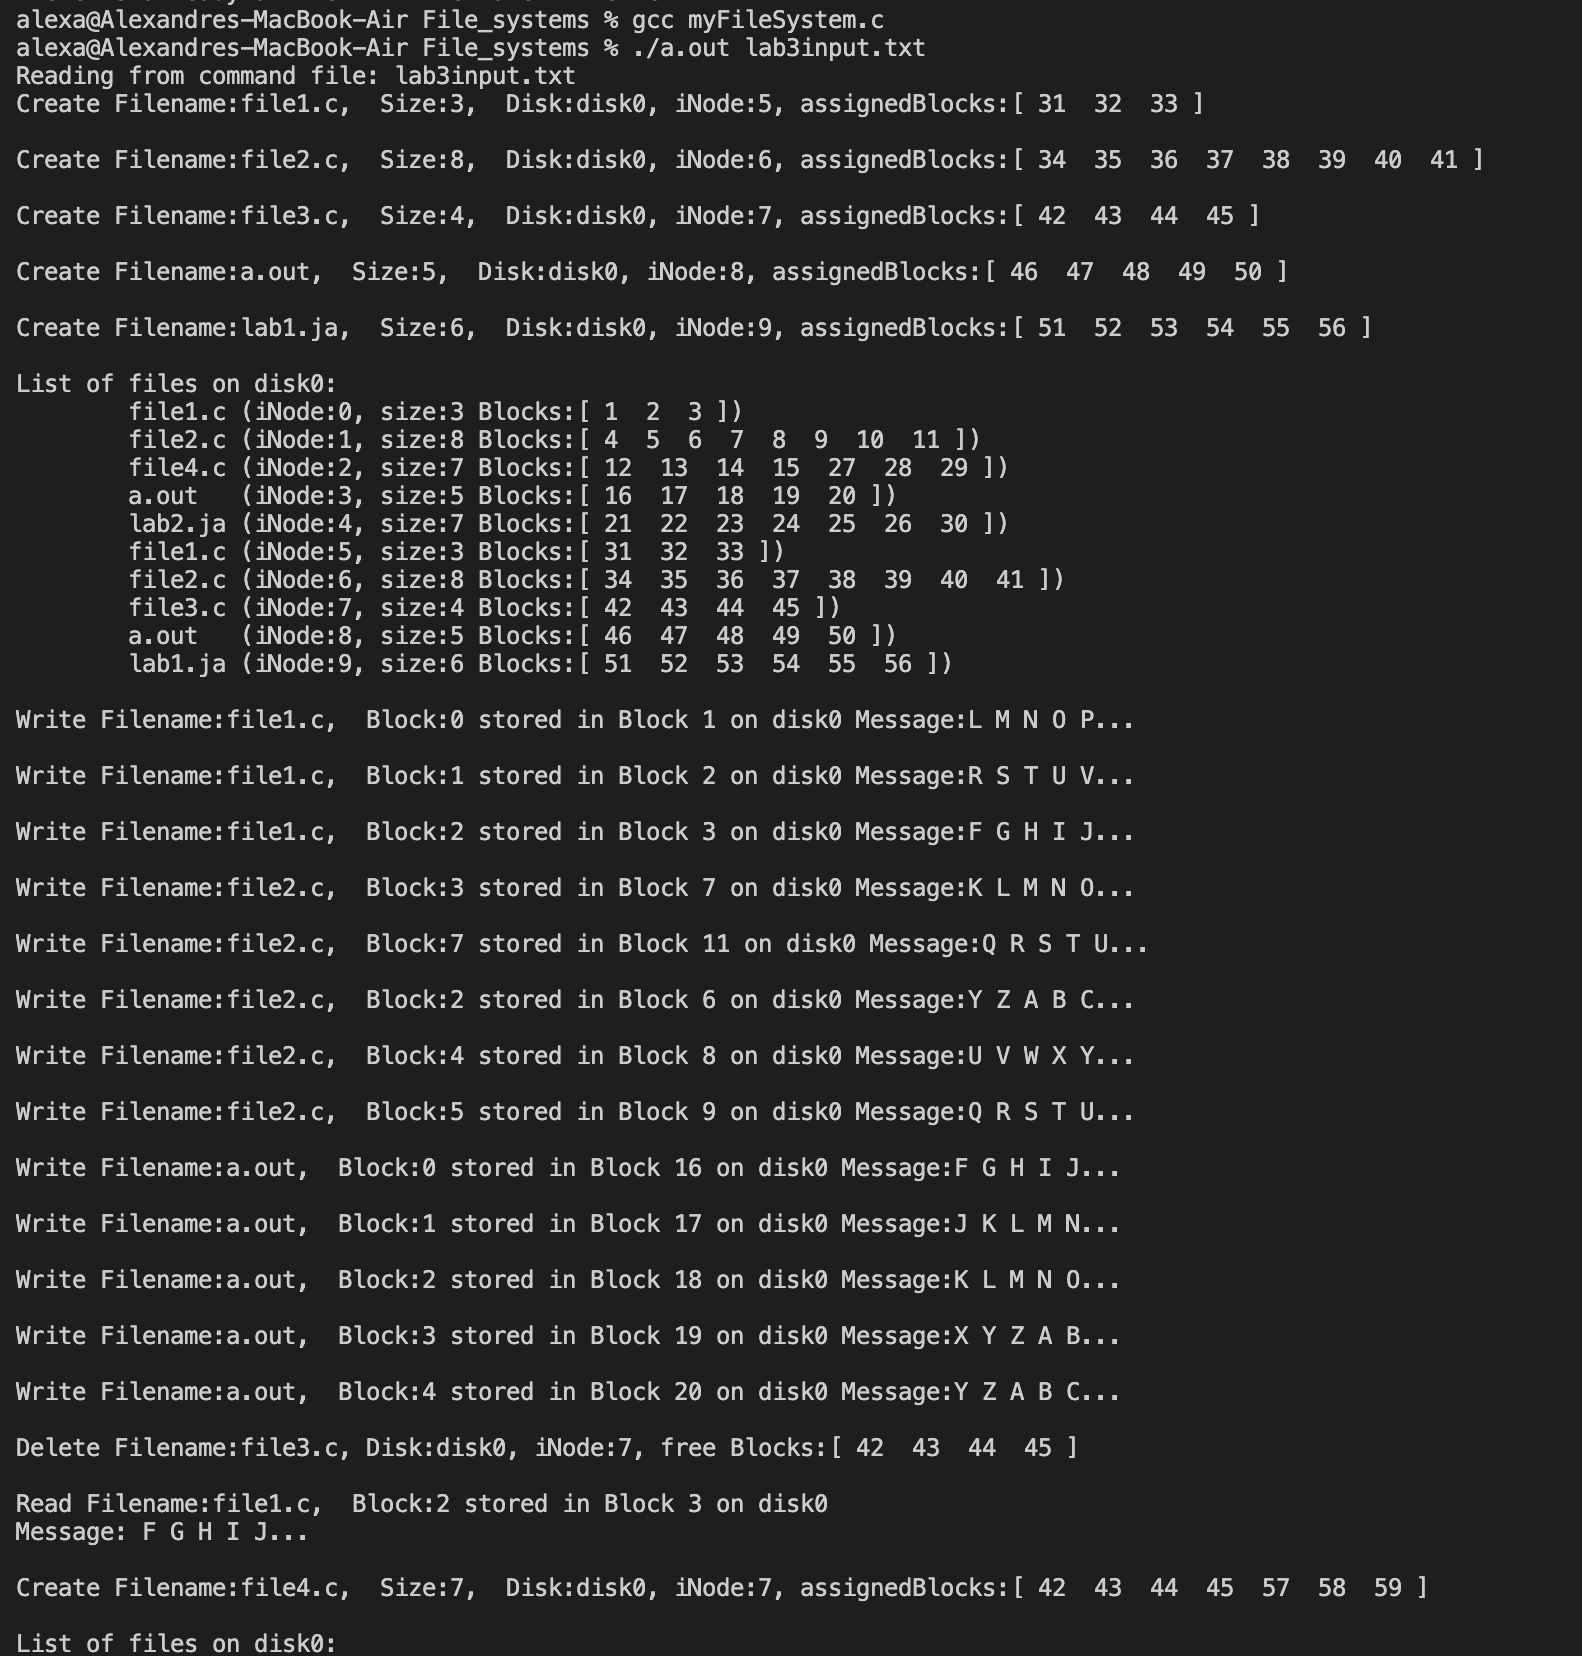 alexa@Alexandres-MacBook-Air File_systems % gcc myFileSystem.c
alexa@Alexandres-MacBook-Air File_systems % ./a.out lab3input.txt
Reading from command file: lab3input.txt
Create Filename:file1.c,  Size:3,  Disk:disk0, iNode:5, assignedBlocks:[ 31  32  33 ]
Create Filename:file2.c,  Size:8,  Disk:disk0, iNode:6, assignedBlocks:[ 34  35  36  37  38  39  40  41 ]
Create Filename:file3.c,  Size:4,  Disk:disk0, iNode:7, assignedBlocks:[ 42  43  44  45 ]
Create Filename:a.out,  Size:5,  Disk:disk0, iNode:8, assignedBlocks:[ 46  47  48  49  50 ]
Create Filename:lab1.ja,  Size:6,  Disk:disk0, iNode:9, assignedBlocks:[ 51  52  53  54  55  56 ]
List of files on disk0:
        file1.c (iNode:0, size:3 Blocks:[ 1  2  3 ])
        file2.c (iNode:1, size:8 Blocks:[ 4  5  6  7  8  9  10  11 ])
        file4.c (iNode:2, size:7 Blocks:[ 12  13  14  15  27  28  29 ])
        a.out   (iNode:3, size:5 Blocks:[ 16  17  18  19  20 ])
        lab2.ja (iNode:4, size:7 Blocks:[ 21  22  23  24  25  26  30 ])
        file1.c (iNode:5, size:3 Blocks:[ 31  32  33 ])
        file2.c (iNode:6, size:8 Blocks:[ 34  35  36  37  38  39  40  41 ])
        file3.c (iNode:7, size:4 Blocks:[ 42  43  44  45 ])
        a.out   (iNode:8, size:5 Blocks:[ 46  47  48  49  50 ])
        lab1.ja (iNode:9, size:6 Blocks:[ 51  52  53  54  55  56 ])
Write Filename:file1.c,  Block:0 stored in Block 1 on disk0 Message:L M N O P...
Write Filename:file1.c,  Block:1 stored in Block 2 on disk0 Message:R S T U V...
Write Filename:file1.c,  Block:2 stored in Block 3 on disk0 Message:F G H I J...
Write Filename:file2.c,  Block:3 stored in Block 7 on disk0 Message:K L M N O...
Write Filename:file2.c,  Block:7 stored in Block 11 on disk0 Message:Q R S T U...
Write Filename:file2.c,  Block:2 stored in Block 6 on disk0 Message:Y Z A B C...
Write Filename:file2.c,  Block:4 stored in Block 8 on disk0 Message:U V W X Y...
Write Filename:file2.c,  Block:5 stored in Block 9 on disk0 Message:Q R S T U...
Write Filename:a.out,  Block:0 stored in Block 16 on disk0 Message:F G H I J...
Write Filename:a.out,  Block:1 stored in Block 17 on disk0 Message:J K L M N...
Write Filename:a.out,  Block:2 stored in Block 18 on disk0 Message:K L M N O...
Write Filename:a.out,  Block:3 stored in Block 19 on disk0 Message:X Y Z A B...
Write Filename:a.out,  Block:4 stored in Block 20 on disk0 Message:Y Z A B C...
Delete Filename:file3.c, Disk:disk0, iNode:7, free Blocks:[ 42  43  44  45 ]
Read Filename:file1.c,  Block:2 stored in Block 3 on disk0
Message: F G H I J...
Create Filename:file4.c,  Size:7,  Disk:disk0, iNode:7, assignedBlocks:[ 42  43  44  45  57  58  59 ]
List of files on disk0: